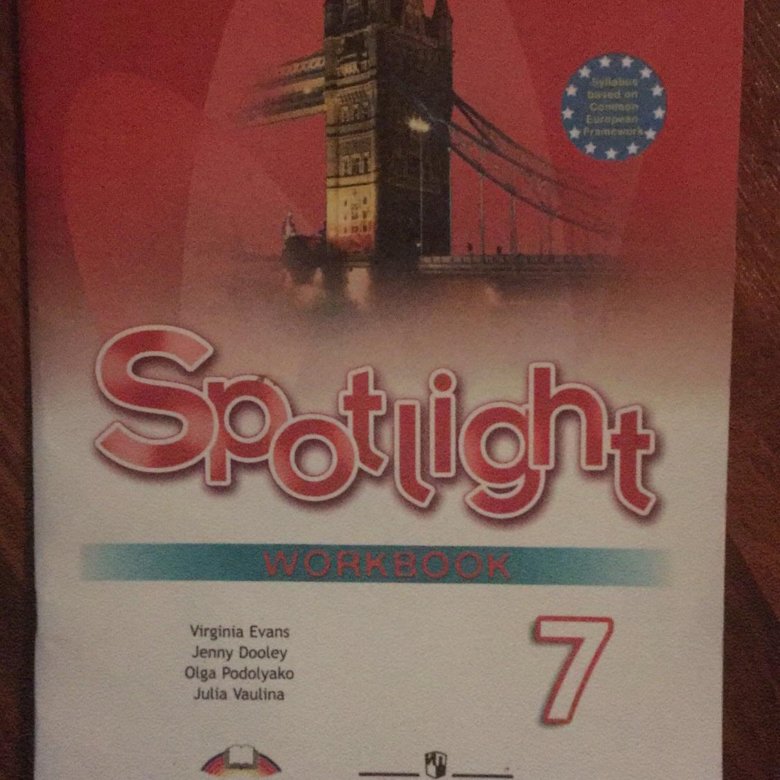 Syllabus
based on
Common
European
Framework
Spotlight
WORKBOOK
Virginia Evans
Jenny Dooley
Olga Podolyako
Julia Vaulina
7